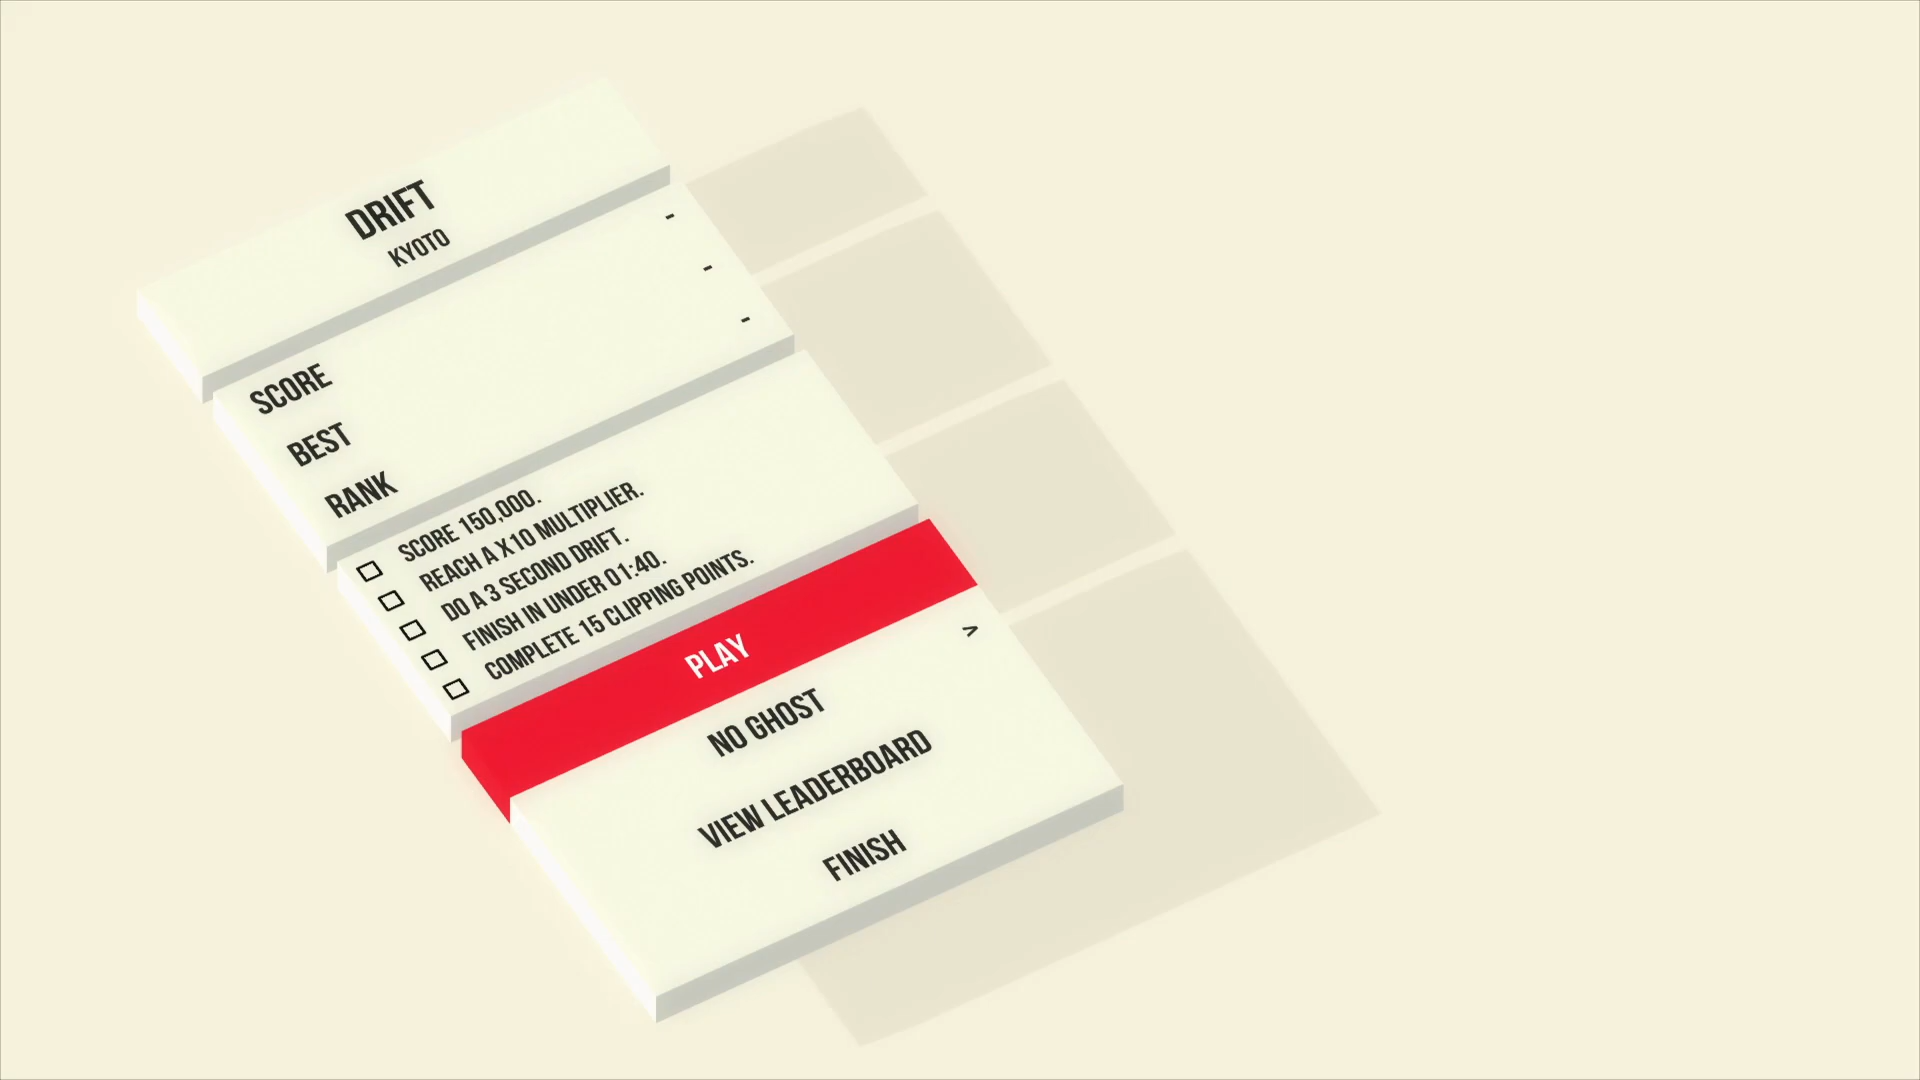 DRIFT
KYOTO
SCORE -
BEST -
RANK -
SCORE 150,000.
REACH A X10 MULTIPLIER.
DO A 3 SECOND DRIFT.
FINISH IN UNDER 01:40.
COMPLETE 15 CLIPPING POINTS.
PLAY
NO GHOST >
VIEW LEADERBOARD
FINISH